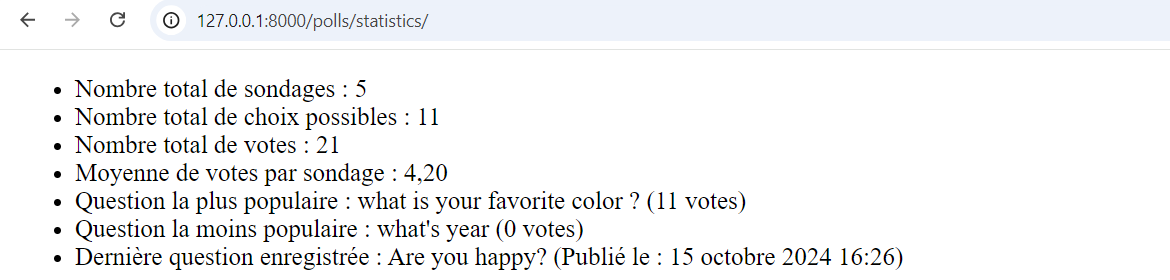 127.0.0.1:8000/polls/statistics/
Nombre total de sondages : 5
Nombre total de choix possibles : 11
Nombre total de votes : 21
Moyenne de votes par sondage : 4,20
Question la plus populaire : what is your favorite color ? (11 votes)
Question la moins populaire : what's year (0 votes)
Dernière question enregistrée : Are you happy? (Publié le : 15 octobre 2024 16:26)